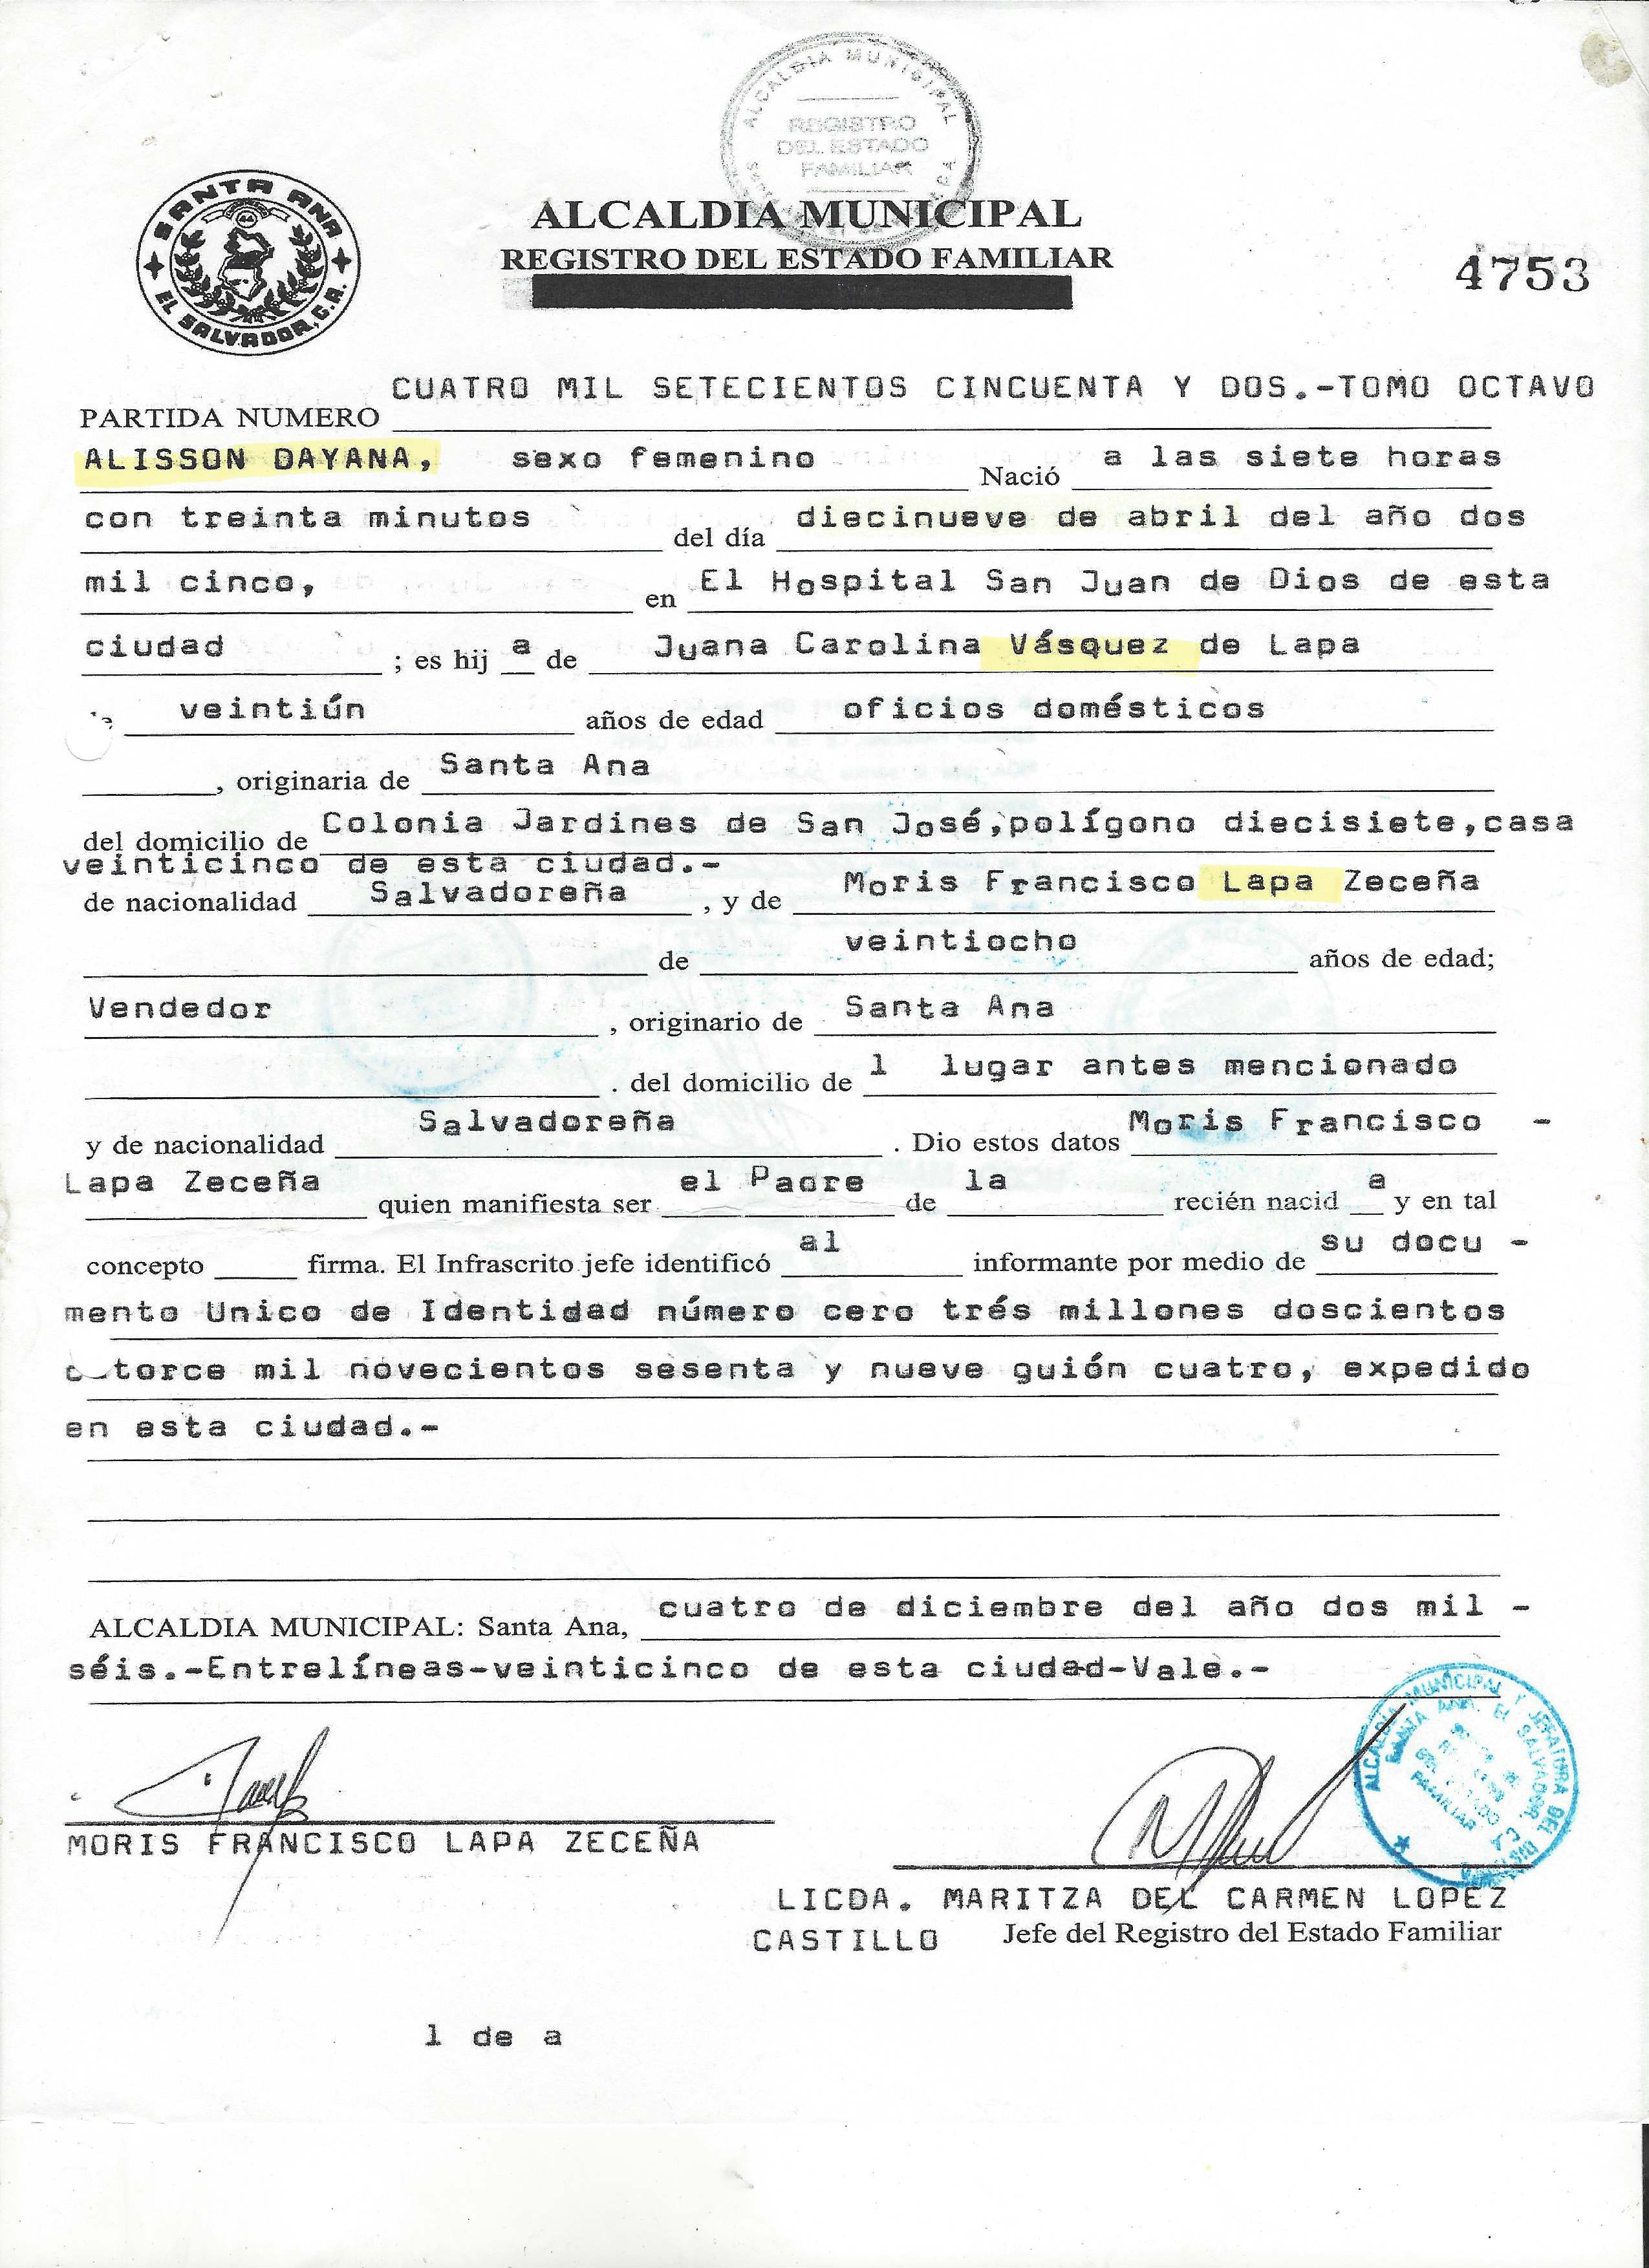 ALCALDIA MUNICIPAL
REGISTRO DEL ESTADO FAMILIAR
SANTA ANA
EL SALVADOR, C.A.
ALCALDIA MUNICIPAL
REGISTRO DEL ESTADO FAMILIAR
4753
PARTIDA NUMERO CUATRO MIL SETECIENTOS CINCUENTA Y DOS.-TOMO OCTAVO
ALISSON DAYANA, sexo femenino Nació a las siete horas
con treinta minutos del día diecinueve de abril del año dos
mil cinco, en El Hospital San Juan de Dios de esta
ciudad ; es hij a de Juana Carolina Vásquez de Lapa
veintiún años de edad oficios domésticos
, originaria de Santa Ana
del domicilio de Colonia Jardines de San José,polígono diecisiete,casa
veinticinco de esta ciudad.-
de nacionalidad Salvadoreña , y de Moris Francisco Lapa Zeceña
de veintiocho años de edad;
Vendedor , originario de Santa Ana
. del domicilio de l lugar antes mencionado
y de nacionalidad Salvadoreña . Dio estos datos Moris Francisco -
Lapa Zeceña quien manifiesta ser el Padre de la recién nacid a y en tal
concepto firma. El Infrascrito jefe identificó al informante por medio de su docu -
mento Unico de Identidad número cero trés millones doscientos
torce mil novecientos sesenta y nueve guión cuatro, expedido
en esta ciudad.-
ALCALDIA MUNICIPAL: Santa Ana, cuatro de diciembre del año dos mil -
séis.-Entrelíneas-veinticinco de esta ciudad-Vale.-
MORIS FRANCISCO LAPA ZECEÑA
ALCALDIA MUNICIPAL Y JEFATURA DEL
SANTA ANA, EL SALVADOR, C.A.
LICDA. MARITZA DEL CARMEN LOPEZ
CASTILLO Jefe del Registro del Estado Familiar
l de a